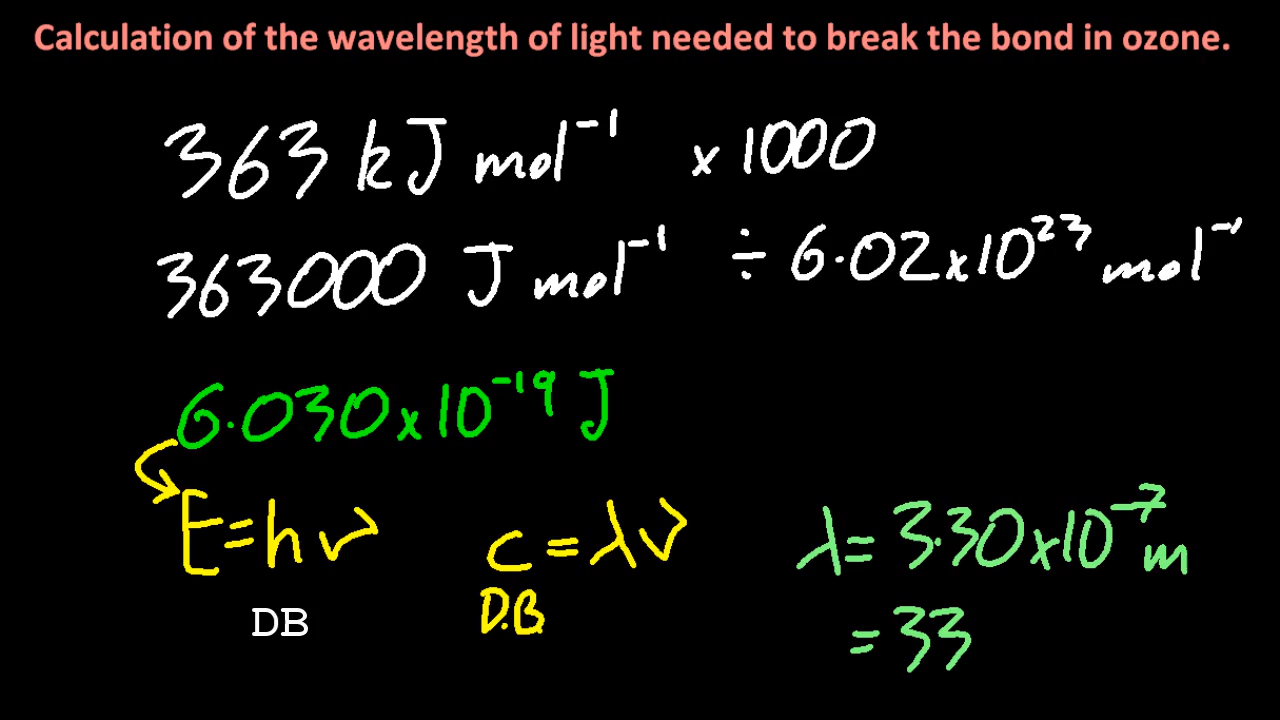 Calculation of the wavelength of light needed to break the bond in ozone.
363 kJ mol⁻¹ x 1000
363000 J mol⁻¹ ÷ 6.02x10²³ mol⁻¹
6.030x10⁻¹⁹ J
E=hν c=λν λ=3.30x10⁻⁷ m
DB D.B. =33